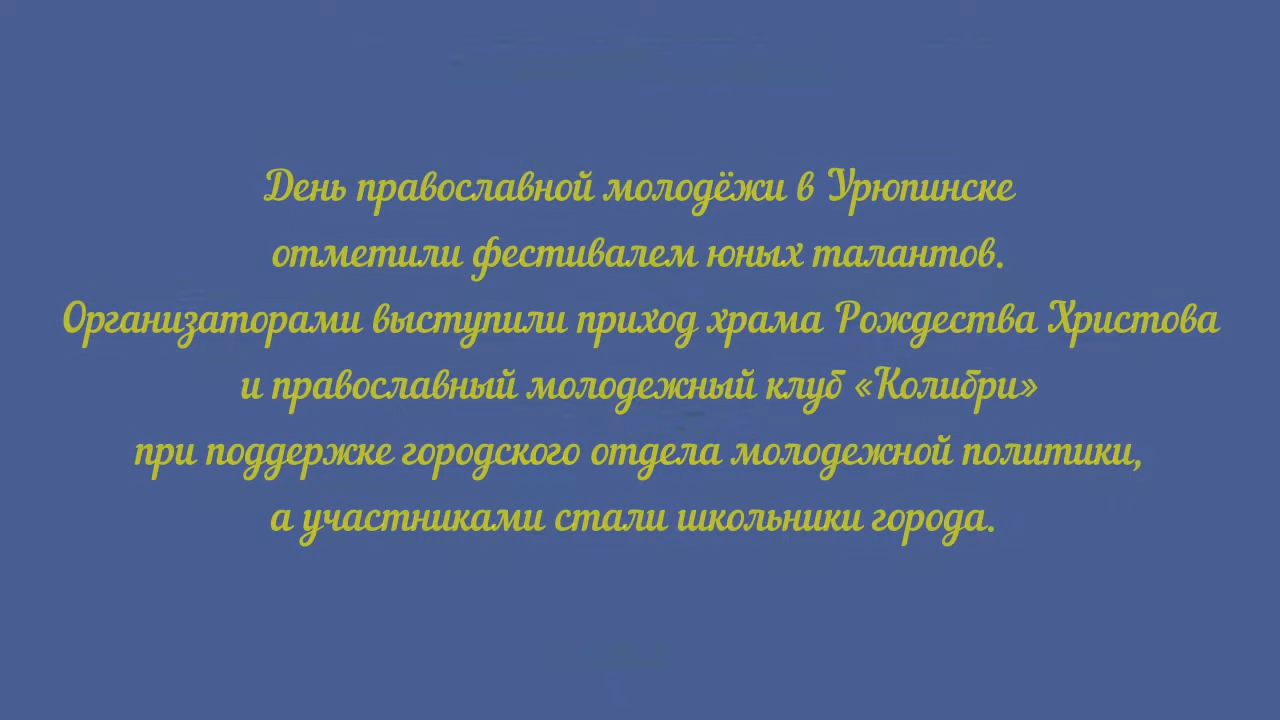 День православной молодёжи в Урюпинске
отметили фестивалем юных талантов.
Организаторами выступили приход храма Рождества Христова
и православный молодежный клуб «Колибри»
при поддержке городского отдела молодежной политики,
а участниками стали школьники города.